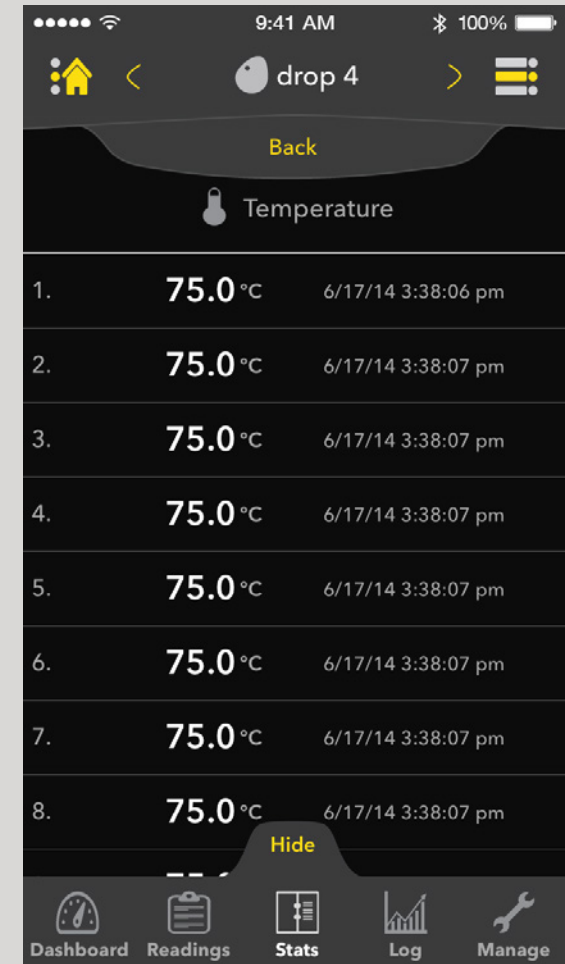 9:41 AM 100%
drop 4
Back
Temperature
1. 75.0 °C 6/17/14 3:38:06 pm
2. 75.0 °C 6/17/14 3:38:07 pm
3. 75.0 °C 6/17/14 3:38:07 pm
4. 75.0 °C 6/17/14 3:38:07 pm
5. 75.0 °C 6/17/14 3:38:07 pm
6. 75.0 °C 6/17/14 3:38:07 pm
7. 75.0 °C 6/17/14 3:38:07 pm
8. 75.0 °C 6/17/14 3:38:07 pm
Hide
Dashboard Readings Stats Log Manage